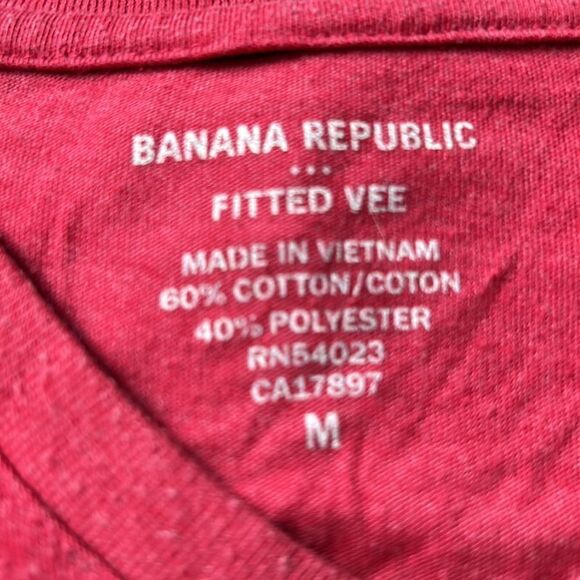 BANANA REPUBLIC
...
FITTED VEE
MADE IN VIETNAM
60% COTTON/COTON
40% POLYESTER
RN54023
CA17897
M